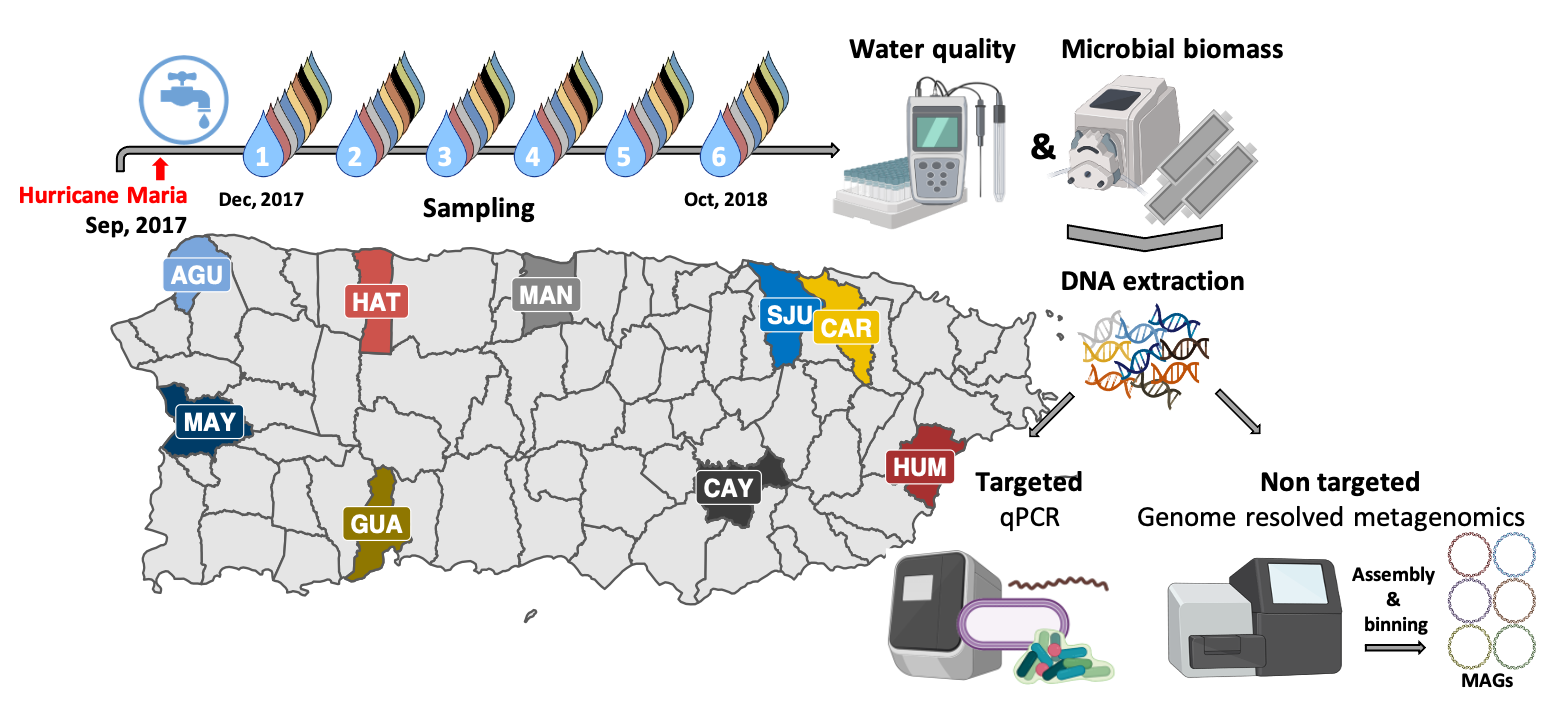 Water quality
&
Microbial biomass
1
2
3
4
5
6
Hurricane Maria
Sep, 2017
Dec, 2017
Sampling
Oct, 2018
AGU
HAT
MAN
SJU
CAR
MAY
GUA
CAY
HUM
DNA extraction
Targeted
qPCR
Non targeted
Genome resolved metagenomics
Assembly
&
binning
MAGs